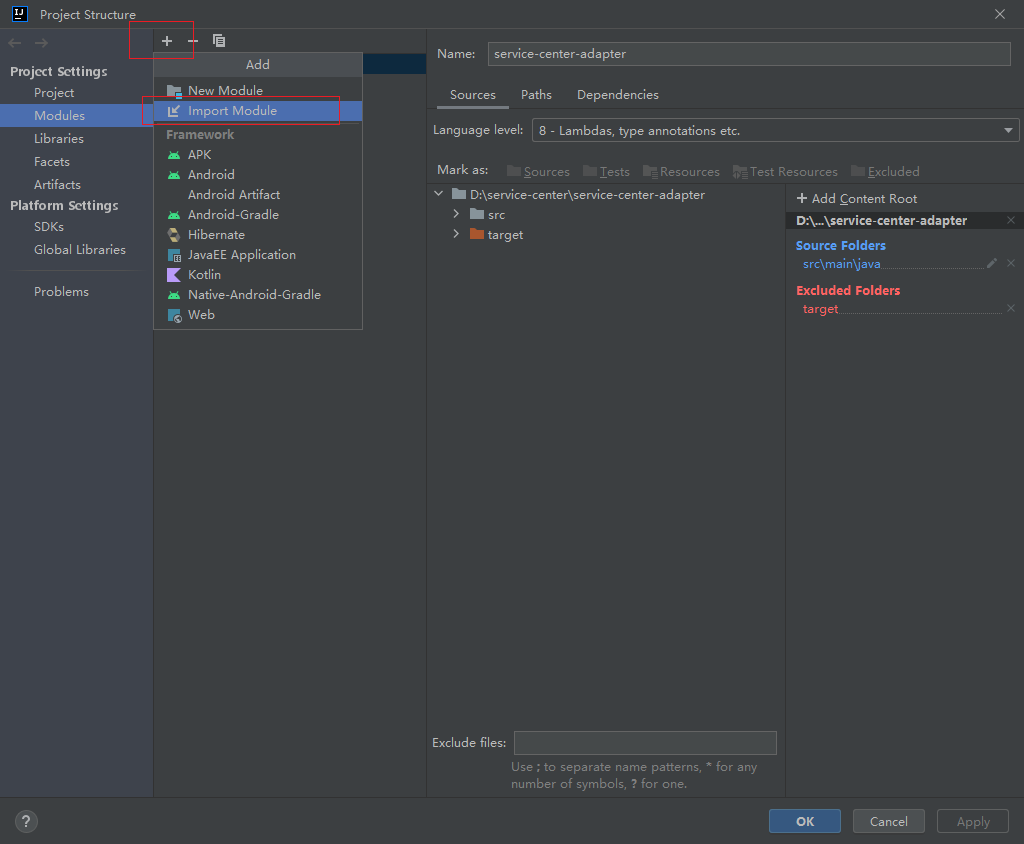 IJ Project Structure
Project Settings
Project
Modules
Libraries
Facets
Artifacts
Platform Settings
SDKs
Global Libraries
Problems
Add
New Module
Import Module
Framework
APK
Android
Android Artifact
Android-Gradle
Hibernate
JavaEE Application
Kotlin
Native-Android-Gradle
Web
Name: service-center-adapter
Sources Paths Dependencies
Language level: 8 - Lambdas, type annotations etc.
Mark as: Sources Tests Resources Test Resources Excluded
D:\service-center\service-center-adapter
src
target
+ Add Content Root
D:\...\service-center-adapter
Source Folders
src\main\java
Excluded Folders
target
Exclude files:
Use ; to separate name patterns, * for any
number of symbols, ? for one.
? OK Cancel Apply